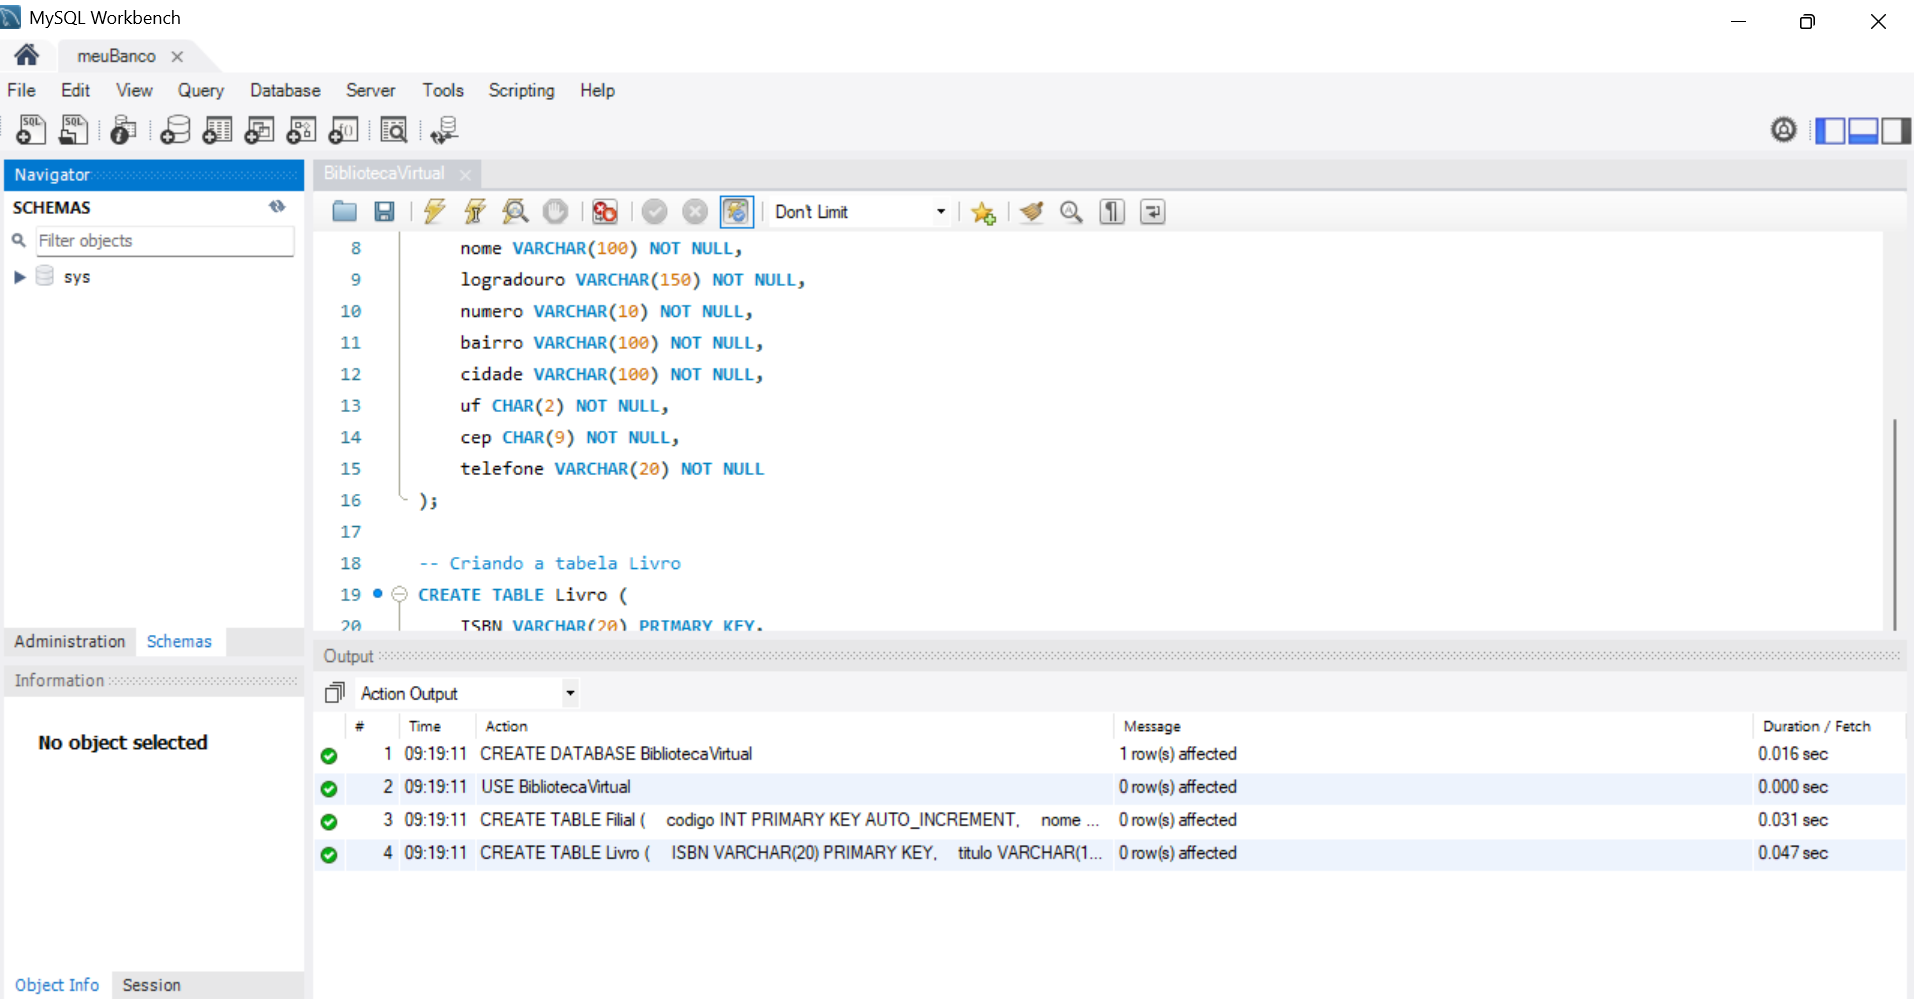 MySQL Workbench
meuBanco
File Edit View Query Database Server Tools Scripting Help
Navigator
SCHEMAS
Filter objects
sys
Administration Schemas
Information
No object selected
Object Info Session
BibliotecaVirtual
Don't Limit
8 nome VARCHAR(100) NOT NULL,
9 logradouro VARCHAR(150) NOT NULL,
10 numero VARCHAR(10) NOT NULL,
11 bairro VARCHAR(100) NOT NULL,
12 cidade VARCHAR(100) NOT NULL,
13 uf CHAR(2) NOT NULL,
14 cep CHAR(9) NOT NULL,
15 telefone VARCHAR(20) NOT NULL
16 );
17
18 -- Criando a tabela Livro
19 CREATE TABLE Livro (
20 ISBN VARCHAR(20) PRIMARY KEY,
Output
Action Output
# Time Action Message Duration / Fetch
1 09:19:11 CREATE DATABASE BibliotecaVirtual 1 row(s) affected 0.016 sec
2 09:19:11 USE BibliotecaVirtual 0 row(s) affected 0.000 sec
3 09:19:11 CREATE TABLE Filial ( codigo INT PRIMARY KEY AUTO_INCREMENT, nome ... 0 row(s) affected 0.031 sec
4 09:19:11 CREATE TABLE Livro ( ISBN VARCHAR(20) PRIMARY KEY, titulo VARCHAR(1... 0 row(s) affected 0.047 sec